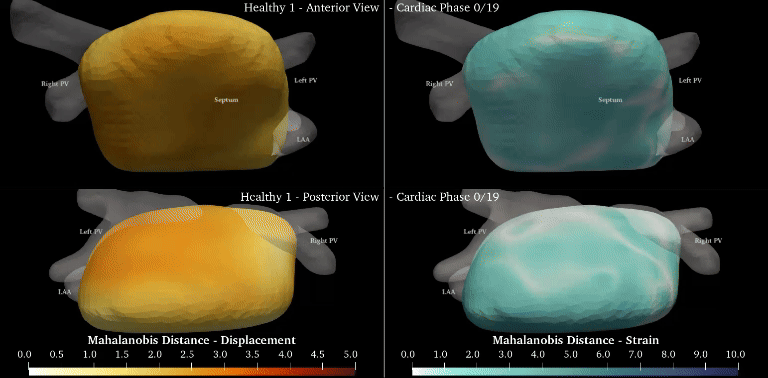 Healthy 1 - Anterior View - Cardiac Phase 0/19
Right PV
Left PV
Septum
LAA
Right PV
Left PV
Septum
LAA
Healthy 1 - Posterior View - Cardiac Phase 0/19
Left PV
Right PV
LAA
Left PV
Right PV
LAA
Mahalanobis Distance - Displacement
0.0 0.5 1.0 1.5 2.0 2.5 3.0 3.5 4.0 4.5 5.0
Mahalanobis Distance - Strain
0.0 1.0 2.0 3.0 4.0 5.0 6.0 7.0 8.0 9.0 10.0